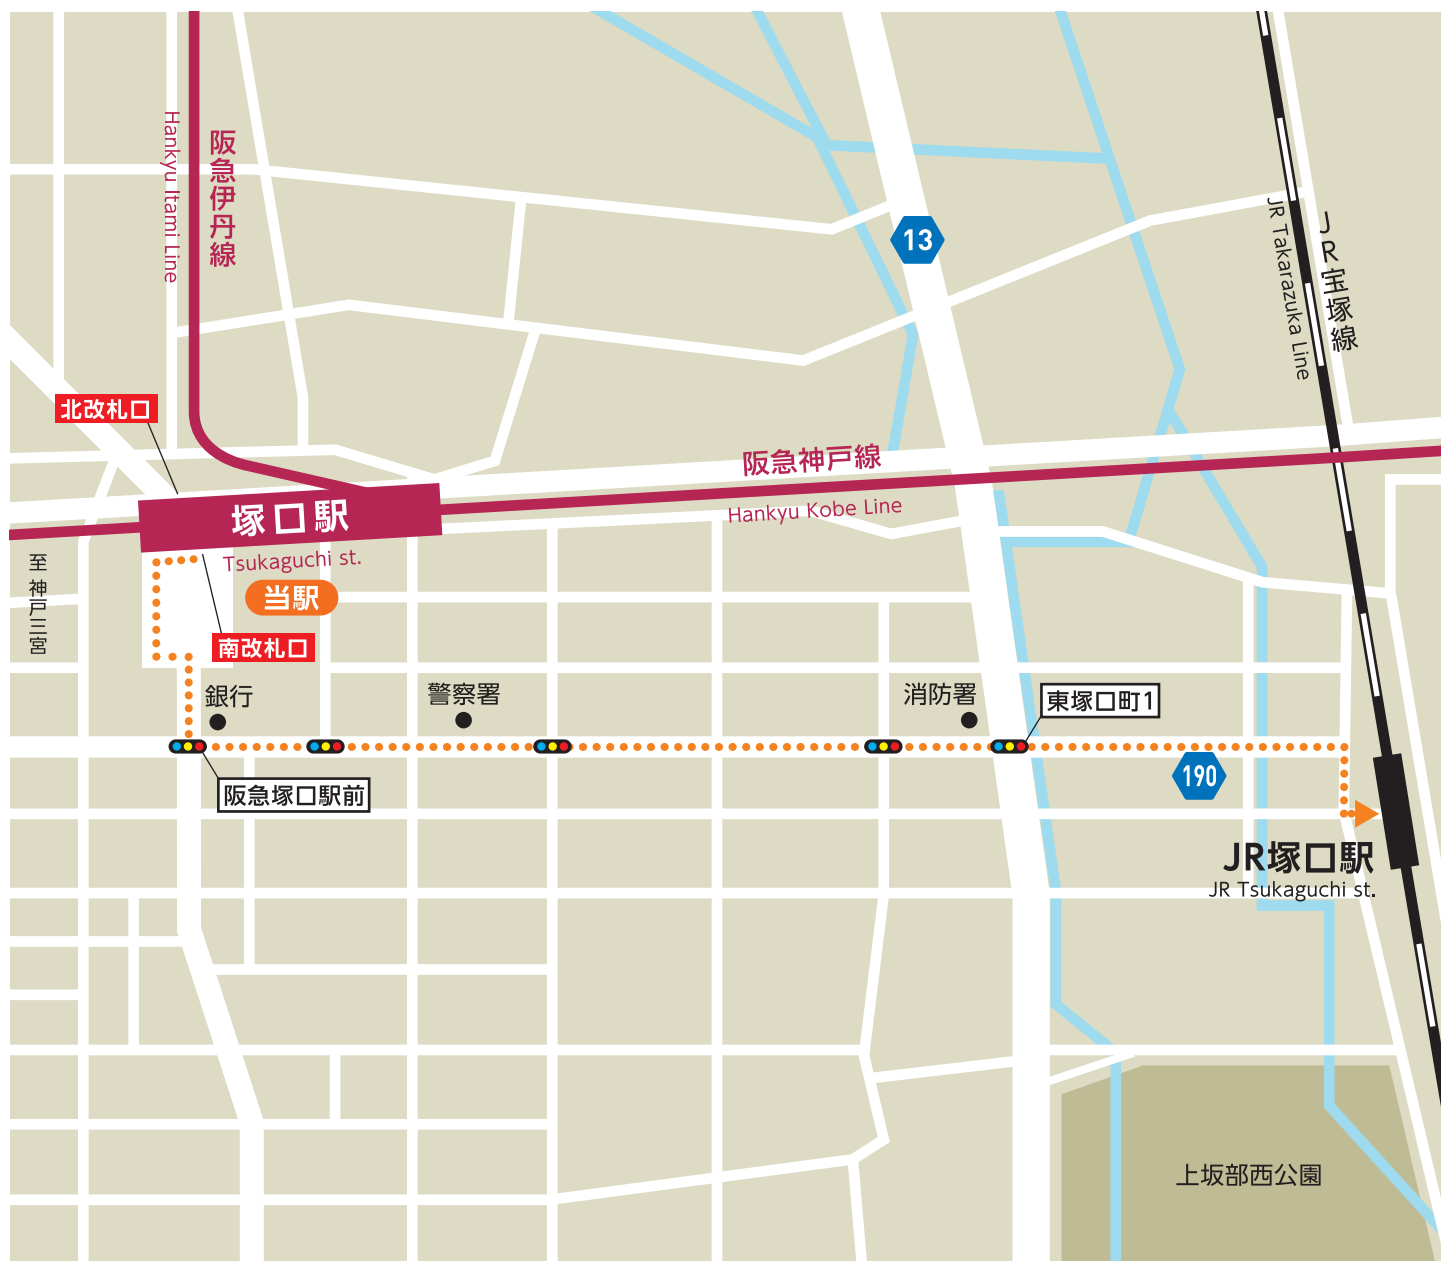 阪急伊丹線
Hankyu Itami Line
13
JR宝塚線
JR Takarazuka Line
北改札口
阪急神戸線
Hankyu Kobe Line
塚口駅
Tsukaguchi st.
当駅
至 神戸三宮
南改札口
銀行
警察署
消防署
東塚口町1
阪急塚口駅前
190
JR塚口駅
JR Tsukaguchi st.
上坂部西公園